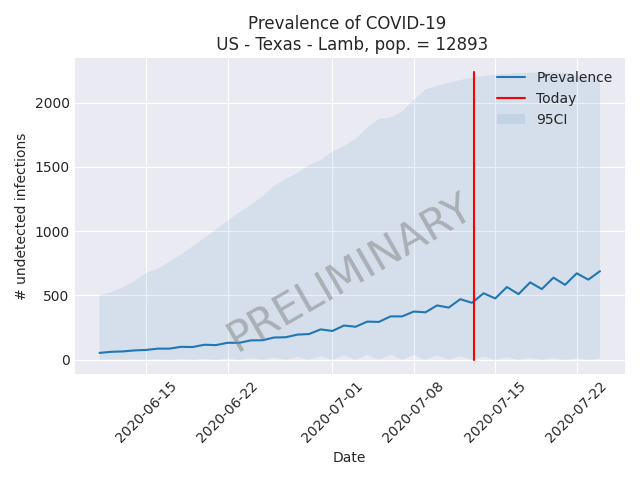 Prevalence of COVID-19
US - Texas - Lamb, pop. = 12893
Prevalence
Today
95CI
# undetected infections
2000
1500
1000
500
0
PRELIMINARY
2020-06-15
2020-06-22
2020-07-01
2020-07-08
2020-07-15
2020-07-22
Date